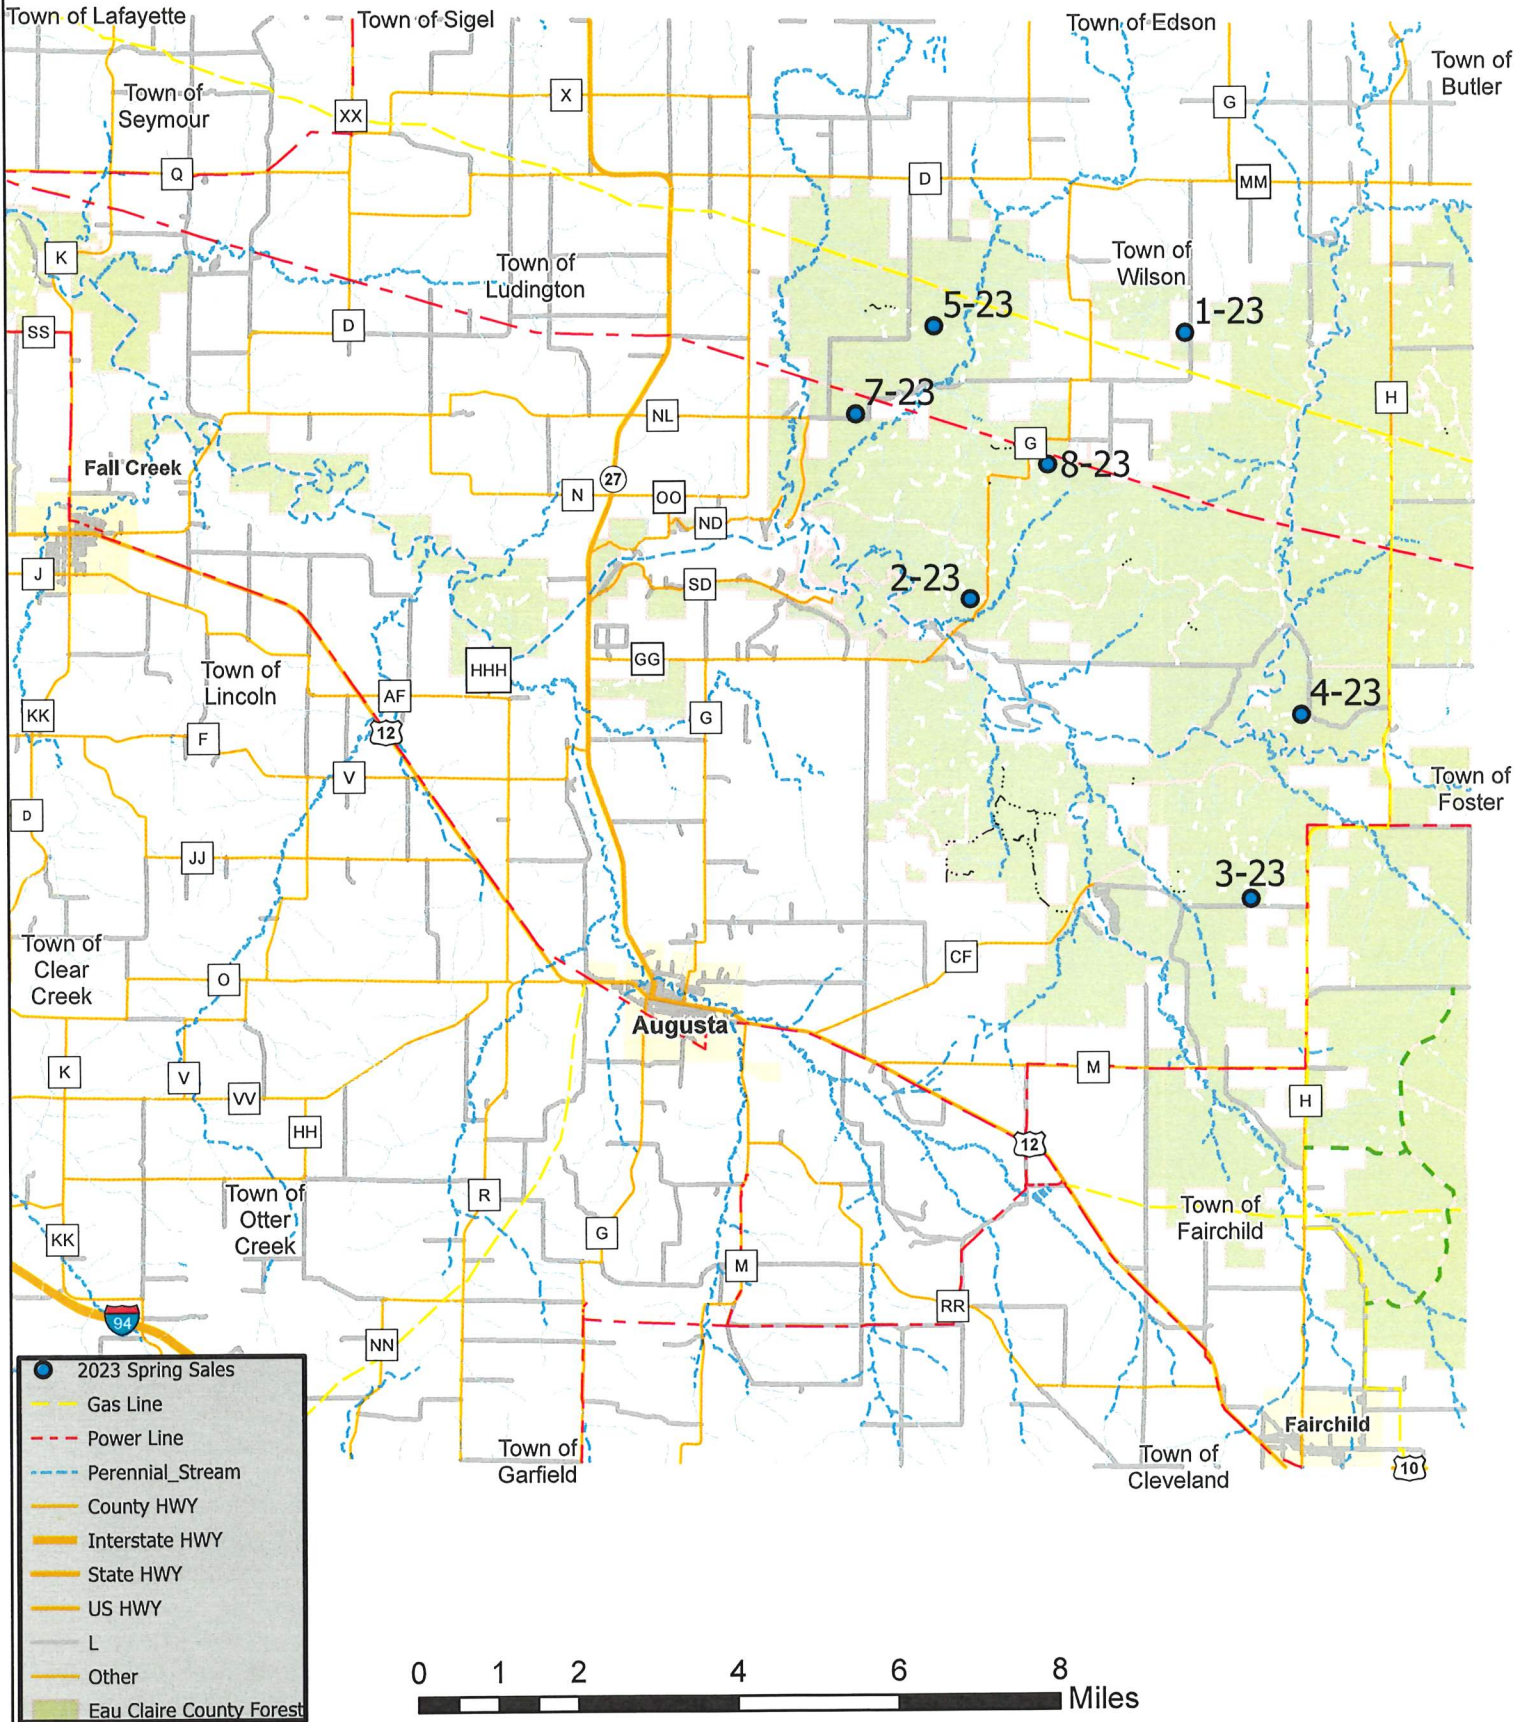 Town of Lafayette
Town of Sigel
Town of Edson
Town of
Butler
Town of
Seymour
XX
X
G
Q
D
MM
K
Town of
Ludington
Town of
Wilson
SS
D
5-23
1-23
7-23
H
NL
G
8-23
Fall Creek
27
N
OO
ND
J
SD
2-23
GG
HHH
Town of
Lincoln
AF
4-23
KK
F
12
G
V
Town of
Foster
D
JJ
3-23
Town of
Clear
Creek
O
CF
Augusta
K
V
VV
M
H
HH
12
Town of
Otter
Creek
R
Town of
Fairchild
KK
G
M
94
NN
RR
Fairchild
Town of
Garfield
Town of
Cleveland
10
2023 Spring Sales
Gas Line
Power Line
Perennial_Stream
County HWY
Interstate HWY
State HWY
US HWY
L
Other
Eau Claire County Forest
0 1 2 4 6 8
Miles